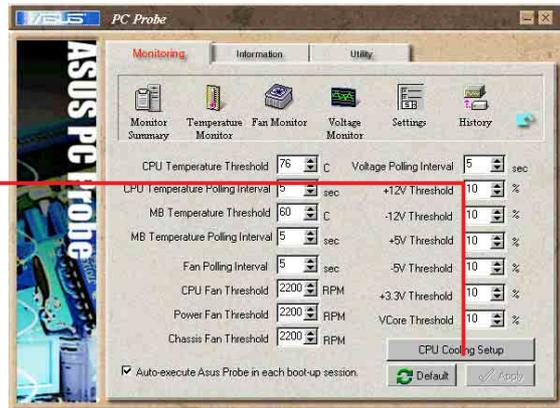 ASUS PC Probe
ASUS PC Probe
Monitoring Information Utility
Monitor Summary
Temperature Monitor
Fan Monitor
Voltage Monitor
Settings
History
CPU Temperature Threshold 76 C
CPU Temperature Polling Interval 5 sec
MB Temperature Threshold 60 C
MB Temperature Polling Interval 5 sec
Fan Polling Interval 5 sec
CPU Fan Threshold 2200 RPM
Power Fan Threshold 2200 RPM
Chassis Fan Threshold 2200 RPM
Voltage Polling Interval 5 sec
+12V Threshold 10 %
-12V Threshold 10 %
+5V Threshold 10 %
-5V Threshold 10 %
+3.3V Threshold 10 %
VCore Threshold 10 %
CPU Cooling Setup
Auto-execute Asus Probe in each boot-up session.
Default
Apply